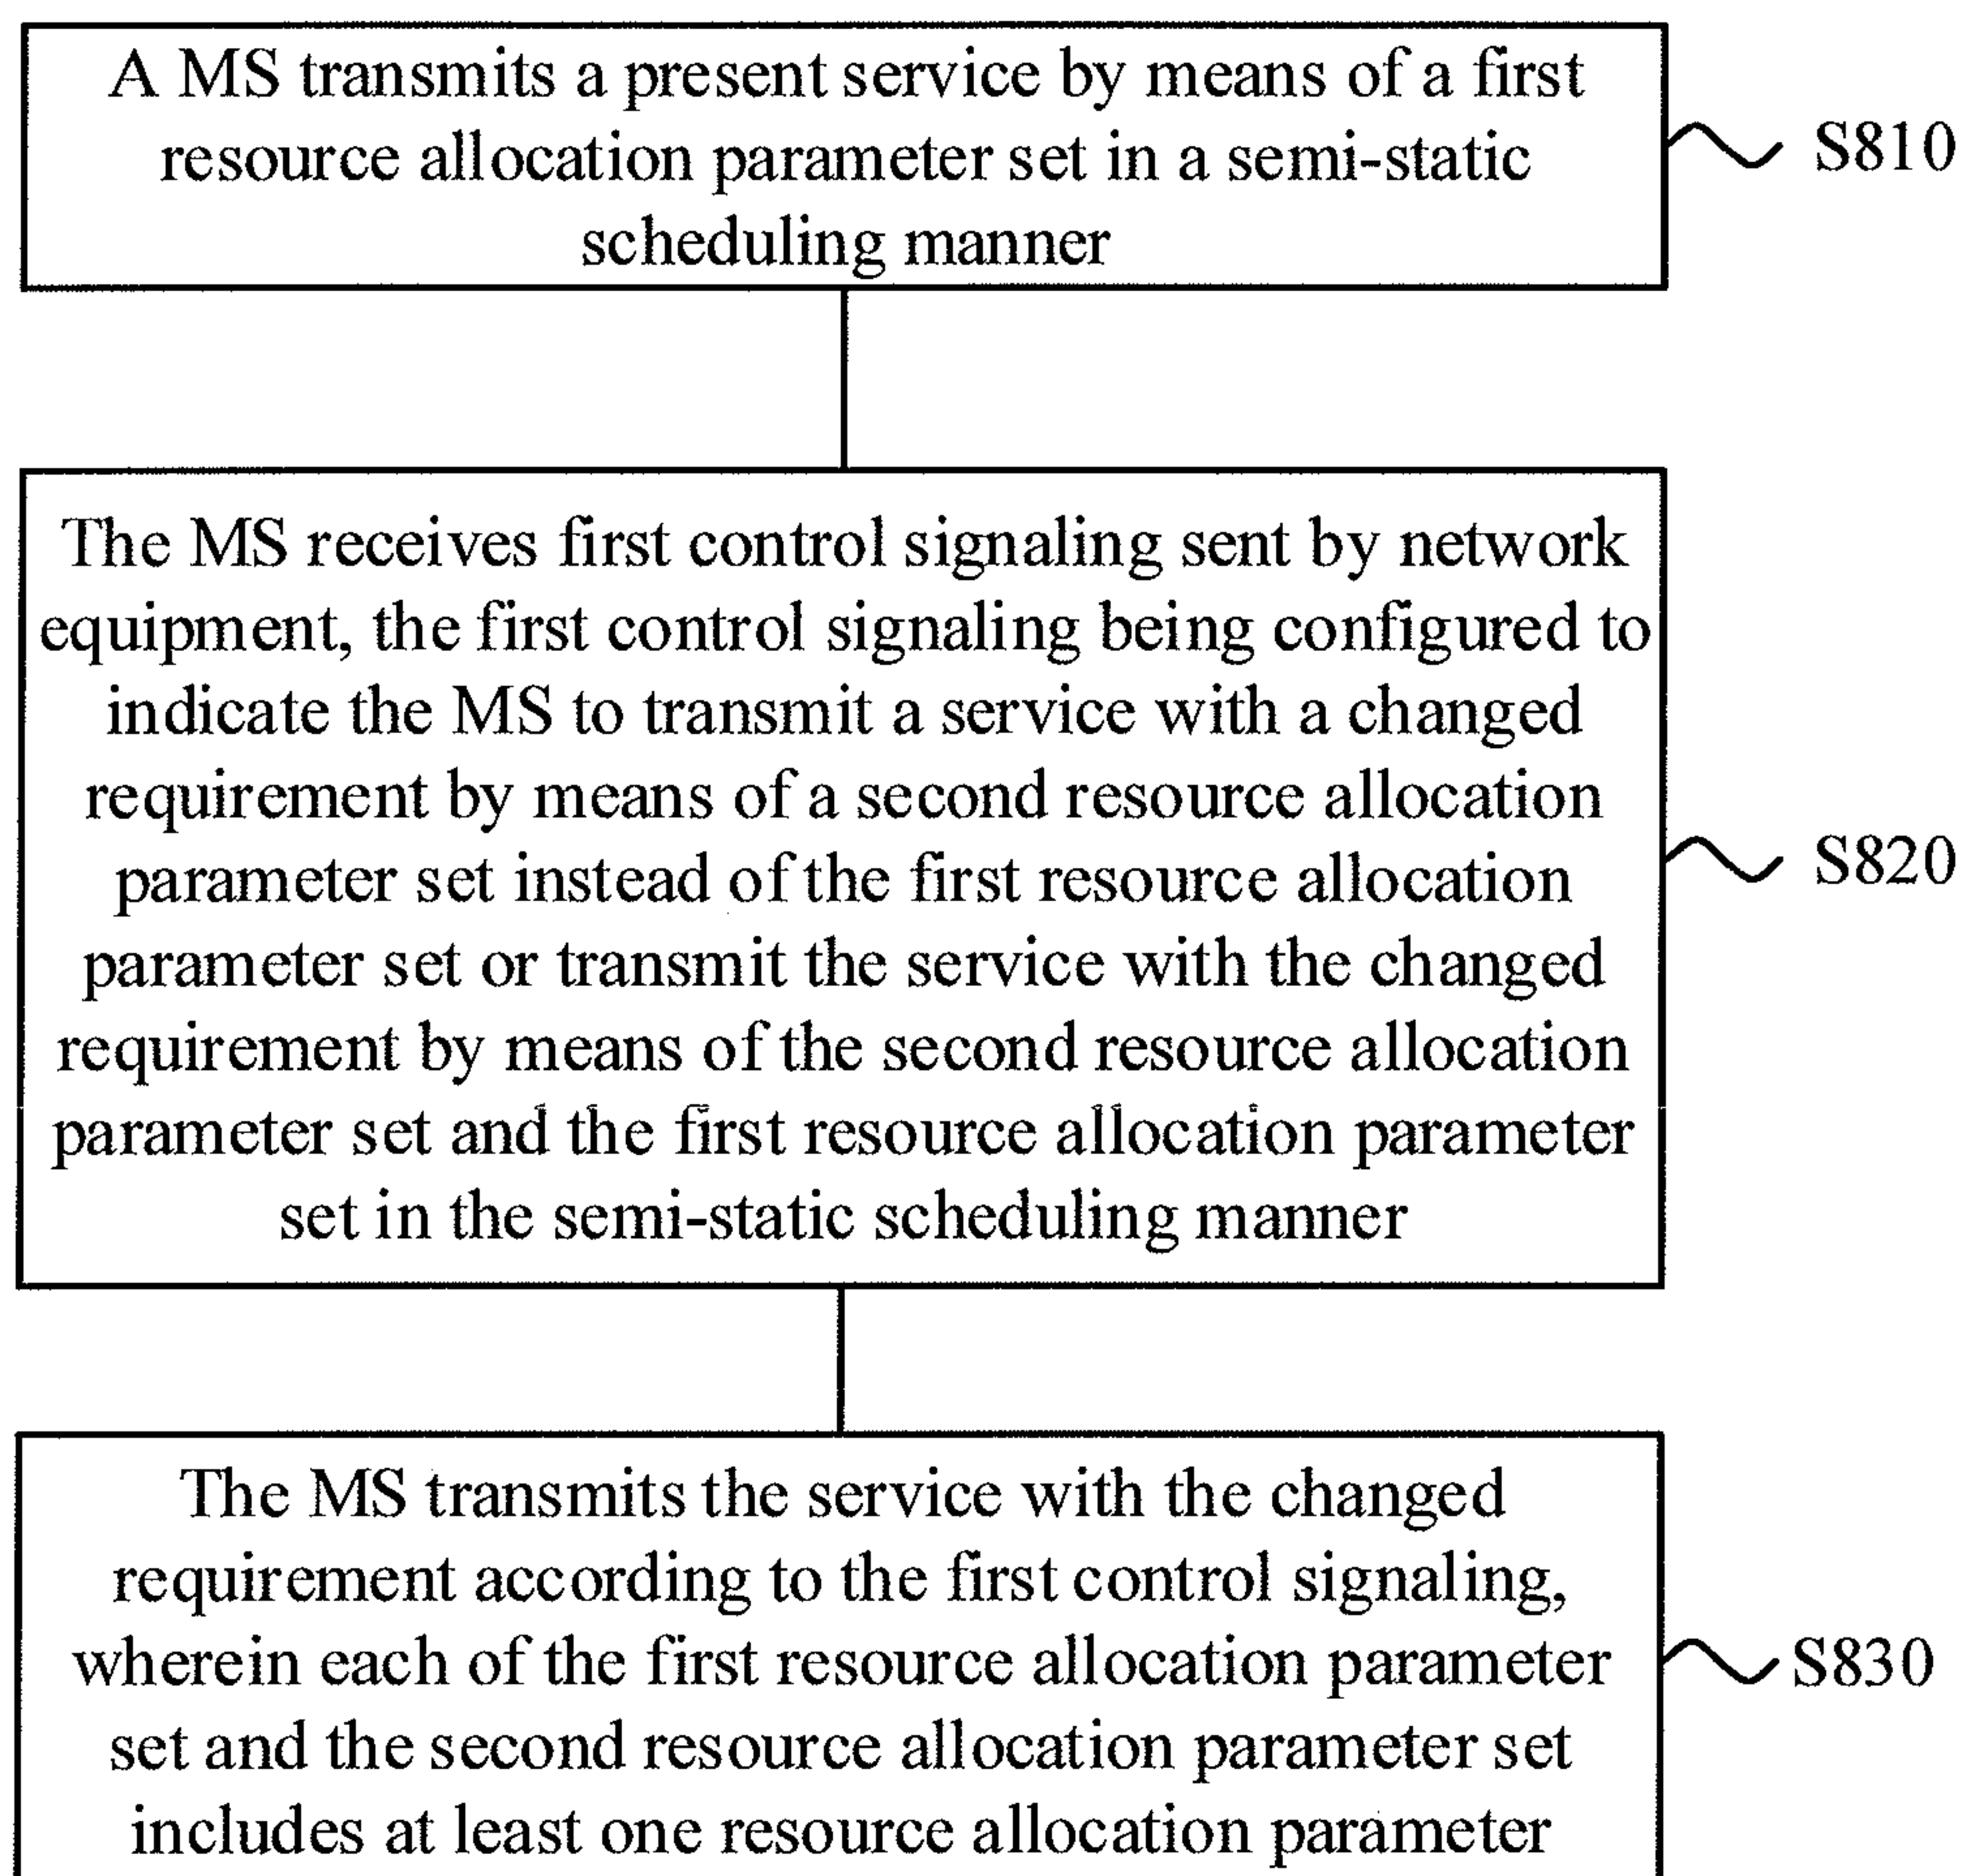 A MS transmits a present service by means of a first
resource allocation parameter set in a semi-static
scheduling manner
S810
The MS receives first control signaling sent by network
equipment, the first control signaling being configured to
indicate the MS to transmit a service with a changed
requirement by means of a second resource allocation
parameter set instead of the first resource allocation
parameter set or transmit the service with the changed
requirement by means of the second resource allocation
parameter set and the first resource allocation parameter
set in the semi-static scheduling manner
S820
The MS transmits the service with the changed
requirement according to the first control signaling,
wherein each of the first resource allocation parameter
set and the second resource allocation parameter set
includes at least one resource allocation parameter
S830